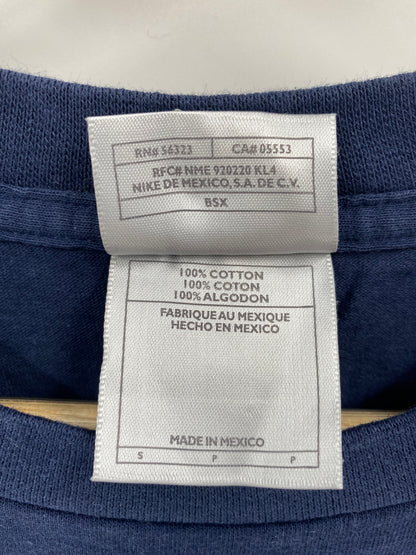 RN# 56323 CA# 05553
RFC# NME 920220 KL4
NIKE DE MEXICO, S.A. DE C.V.
BSX
100% COTTON
100% COTON
100% ALGODON
FABRIQUE AU MEXIQUE
HECHO EN MEXICO
MADE IN MEXICO
S P P